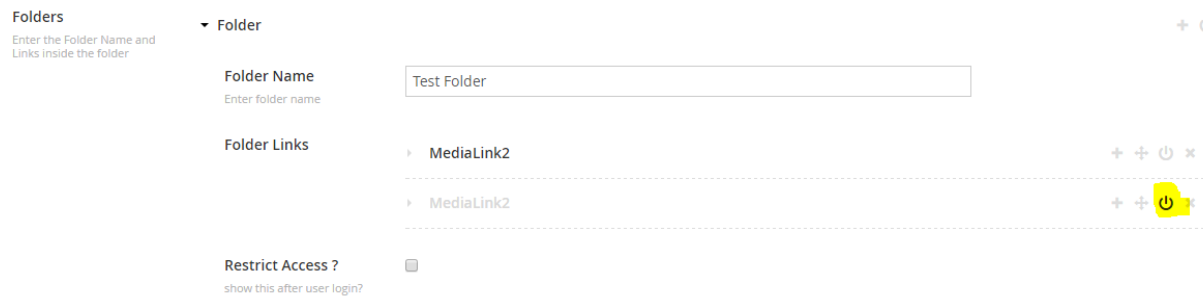 Folders
Enter the Folder Name and
Links inside the folder
Folder
Folder Name
Enter folder name
Test Folder
Folder Links
MediaLink2
MediaLink2
Restrict Access ?
show this after user login?